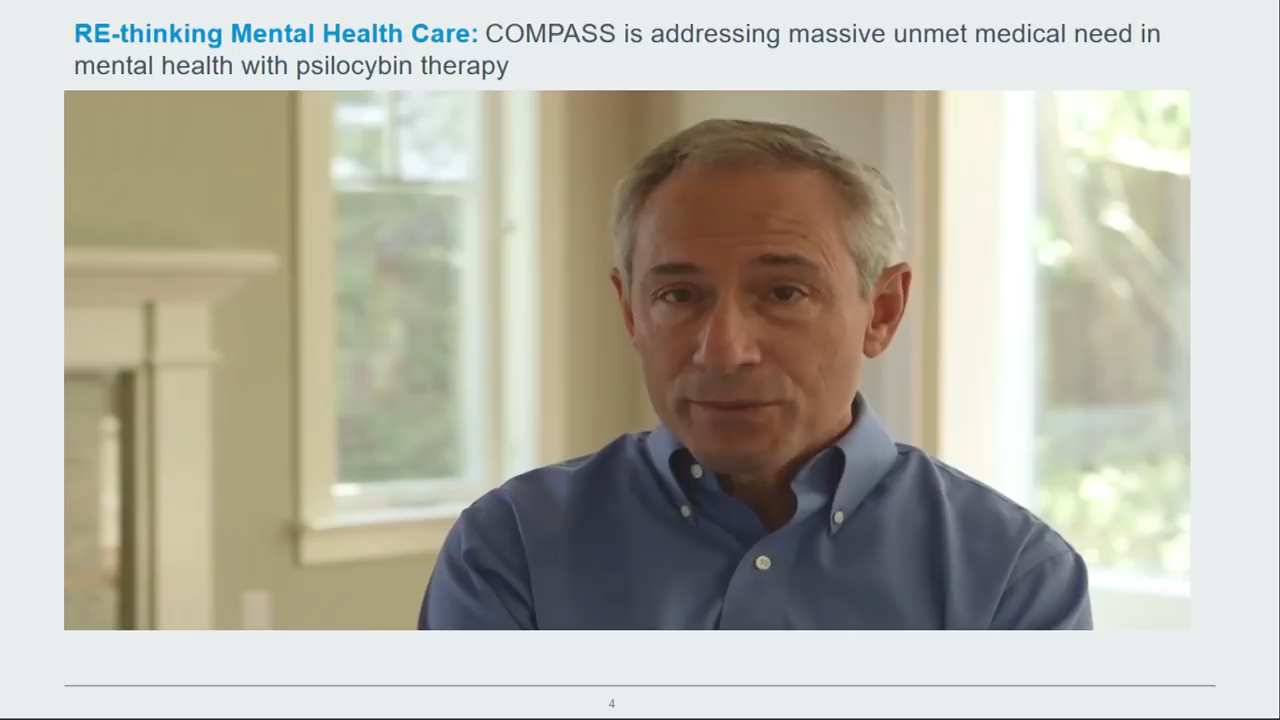 RE-thinking Mental Health Care: COMPASS is addressing massive unmet medical need in
mental health with psilocybin therapy
4